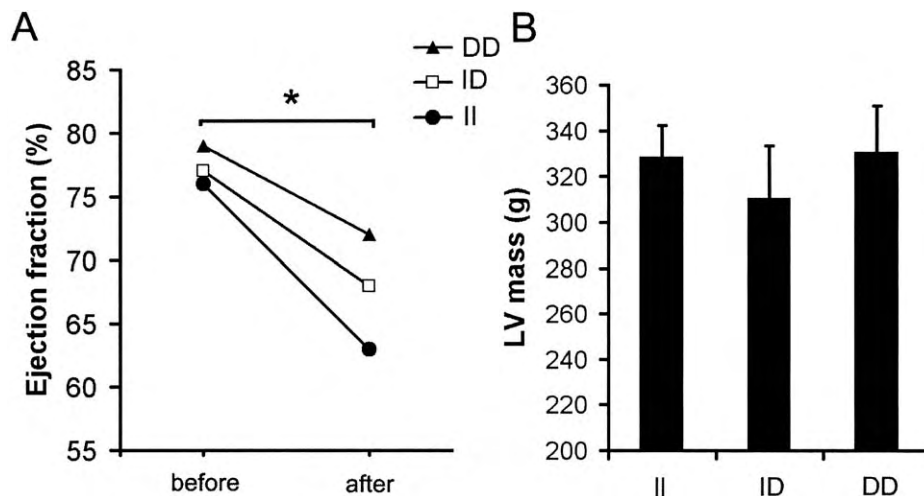 A
DD
ID
II
*
Ejection fraction (%)
85
80
75
70
65
60
55
before
after
B
LV mass (g)
360
340
320
300
280
260
240
220
200
II
ID
DD